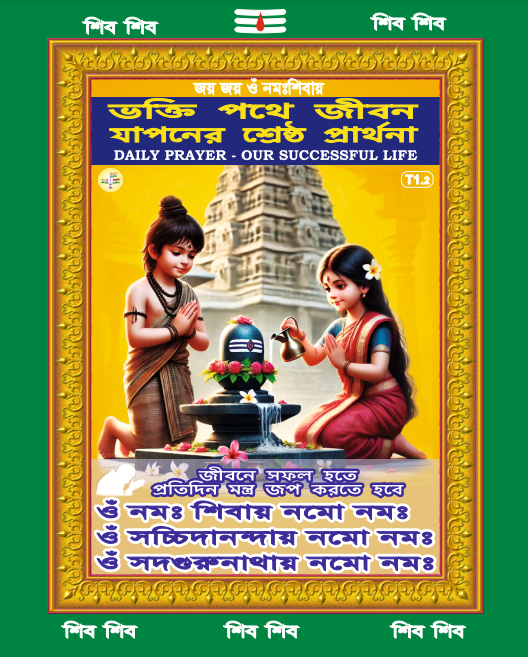 শিব শিব
শিব শিব
জয় জয় ওঁ নমঃশিবায়
ভক্তি পথে জীবন
যাপনের শ্রেষ্ঠ প্রার্থনা
DAILY PRAYER - OUR SUCCESSFUL LIFE
T1.2
জীবনে সফল হতে
প্রতিদিন মন্ত্র জপ করতে হবে
ওঁ নমঃ শিবায় নমো নমঃ
ওঁ সচ্চিদানন্দায় নমো নমঃ
ওঁ সদগুরুনাথায় নমো নমঃ
শিব শিব
শিব শিব
শিব শিব